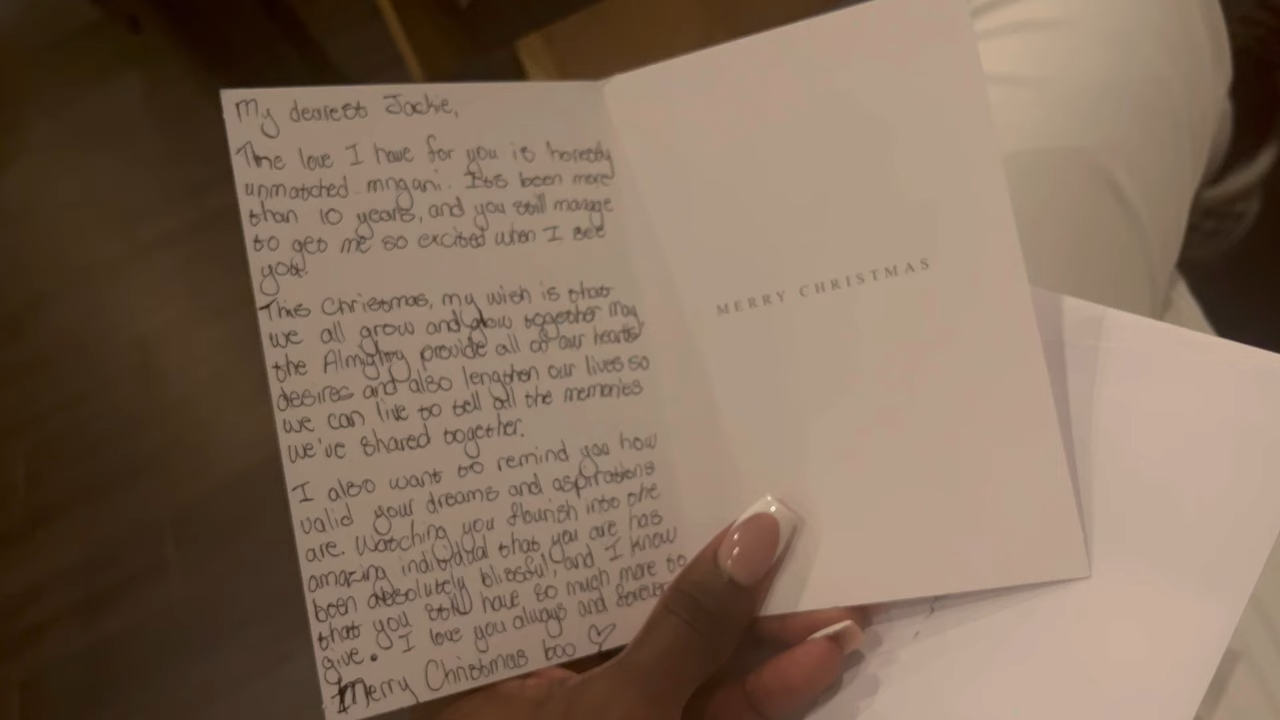 My dearest Jackie,
The love I have for you is honestly
unmatched mngani. It's been more
than 10 years, and you still manage
to get me so excited when I see
you.
This Christmas, my wish is that
we all grow and glow together may
the Almighty provide all of our hearts
desires and also lengthen our lives so
we can live to tell all the memories
we've shared together.
I also want to remind you how
valid your dreams and aspirations
are. Watching you flourish into the
amazing individual that you are has
been absolutely blissful, and I know
that you still have so much more to
give. I love you always and forever
Merry Christmas boo ♡
MERRY CHRISTMAS